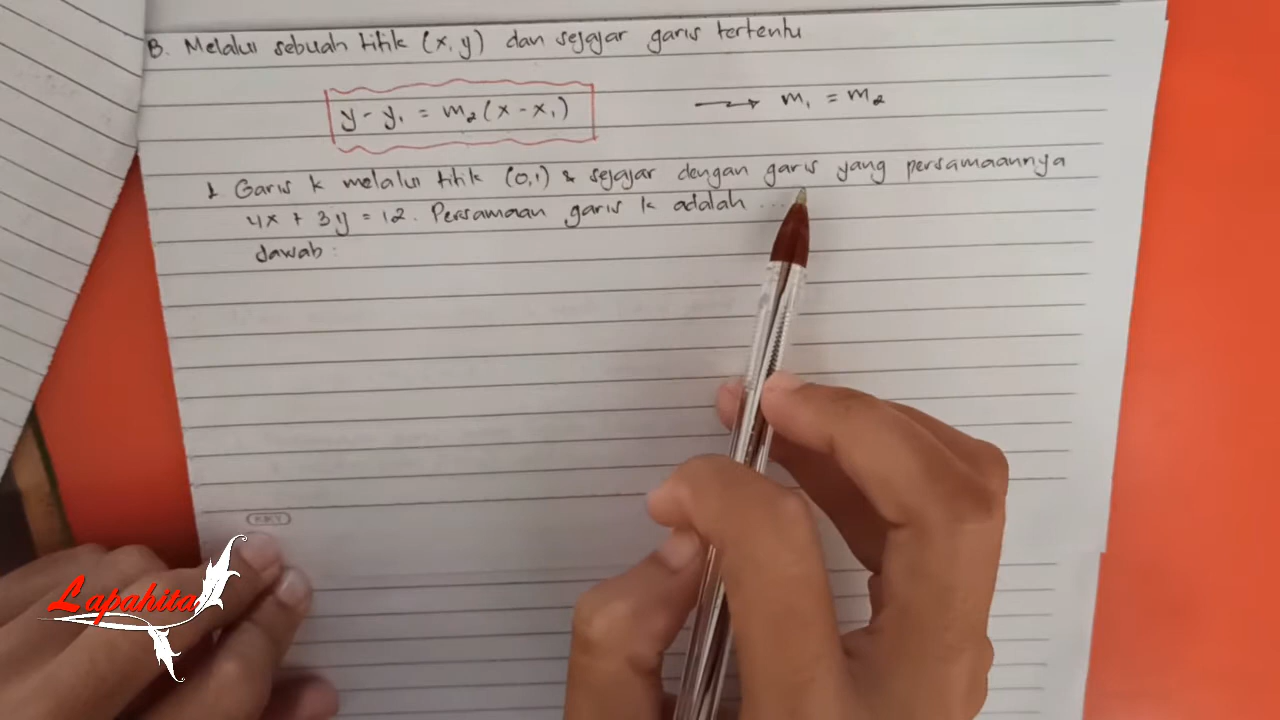 B. Melalui sebuah titik (x, y) dan sejajar garis tertentu
y - y₁ = m₂ (x - x₁) → m₁ = m₂
1. Garis k melalui titik (0,1) & sejajar dengan garis yang persamaannya
4x + 3y = 12. Persamaan garis k adalah ....
Jawab :
Lapahita